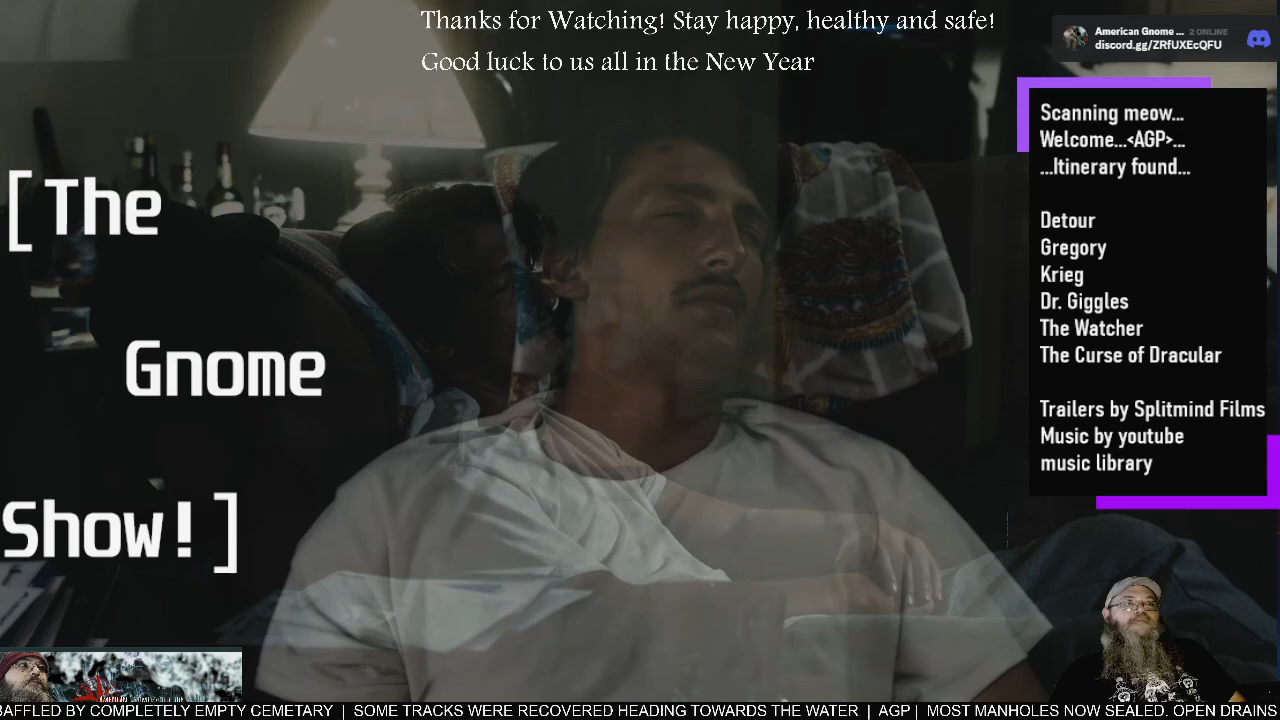 Thanks for Watching! Stay happy, healthy and safe!
Good luck to us all in the New Year
American Gnome ... 2 ONLINE
discord.gg/ZRfUXEcQFU
[The
Gnome
Show!]
Scanning meow...
Welcome...<AGP>...
...Itinerary found...
Detour
Gregory
Krieg
Dr. Giggles
The Watcher
The Curse of Dracular
Trailers by Splitmind Films
Music by youtube
music library
BAFFLED BY COMPLETELY EMPTY CEMETARY | SOME TRACKS WERE RECOVERED HEADING TOWARDS THE WATER | AGP | MOST MANHOLES NOW SEALED, OPEN DRAINS